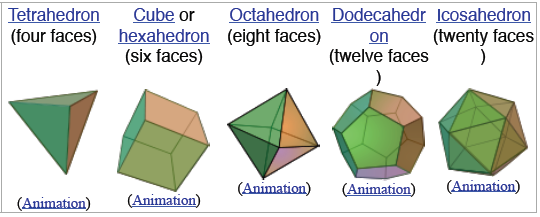 Tetrahedron
(four faces)
Cube or
hexahedron
(six faces)
Octahedron
(eight faces)
Dodecahedr
on
(twelve faces
)
Icosahedron
(twenty faces
)
(Animation)
(Animation)
(Animation)
(Animation)
(Animation)